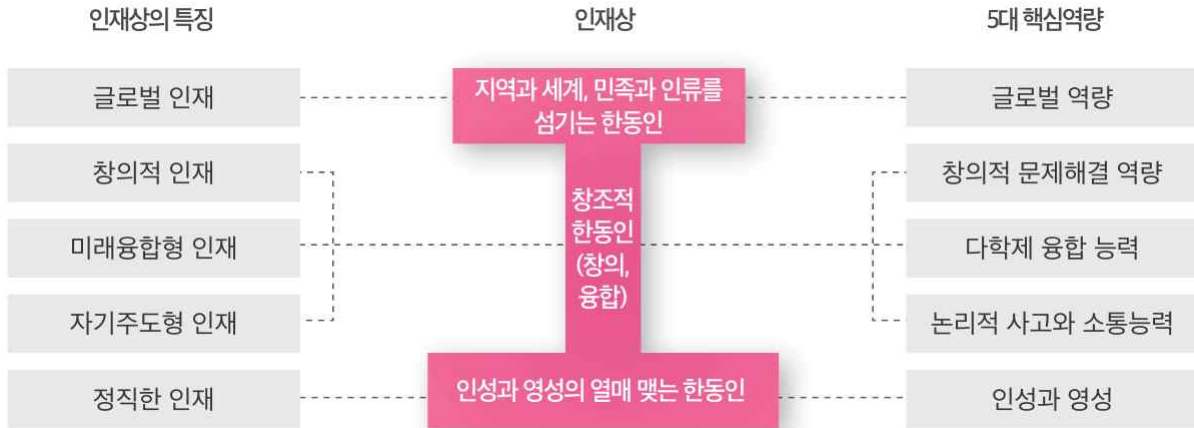 인재상의 특징
인재상
5대 핵심역량
글로벌 인재
지역과 세계, 민족과 인류를
섬기는 한동인
글로벌 역량
창의적 인재
창의적 문제해결 역량
미래융합형 인재
창조적
한동인
(창의,
융합)
다학제 융합 능력
자기주도형 인재
논리적 사고와 소통능력
정직한 인재
인성과 영성의 열매 맺는 한동인
인성과 영성